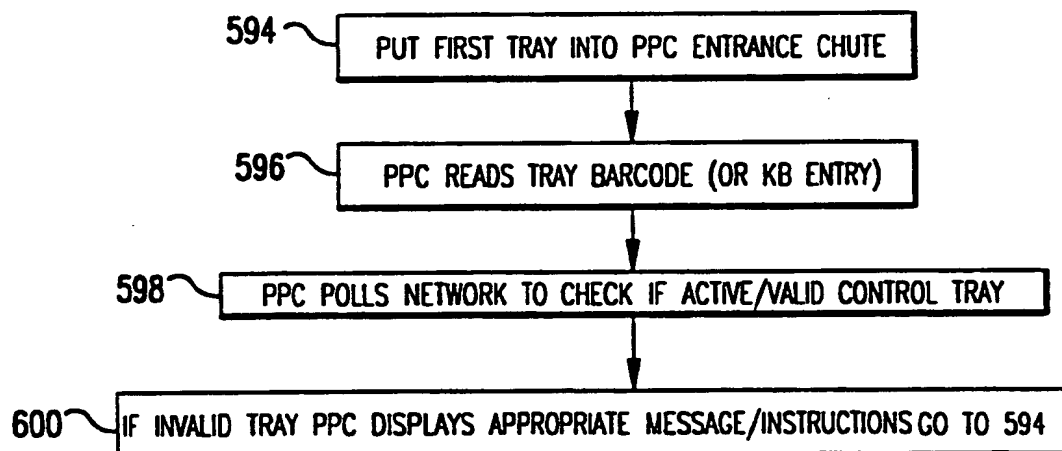 594
PUT FIRST TRAY INTO PPC ENTRANCE CHUTE
596
PPC READS TRAY BARCODE (OR KB ENTRY)
598
PPC POLLS NETWORK TO CHECK IF ACTIVE/VALID CONTROL TRAY
600
IF INVALID TRAY PPC DISPLAYS APPROPRIATE MESSAGE/INSTRUCTIONS GO TO 594